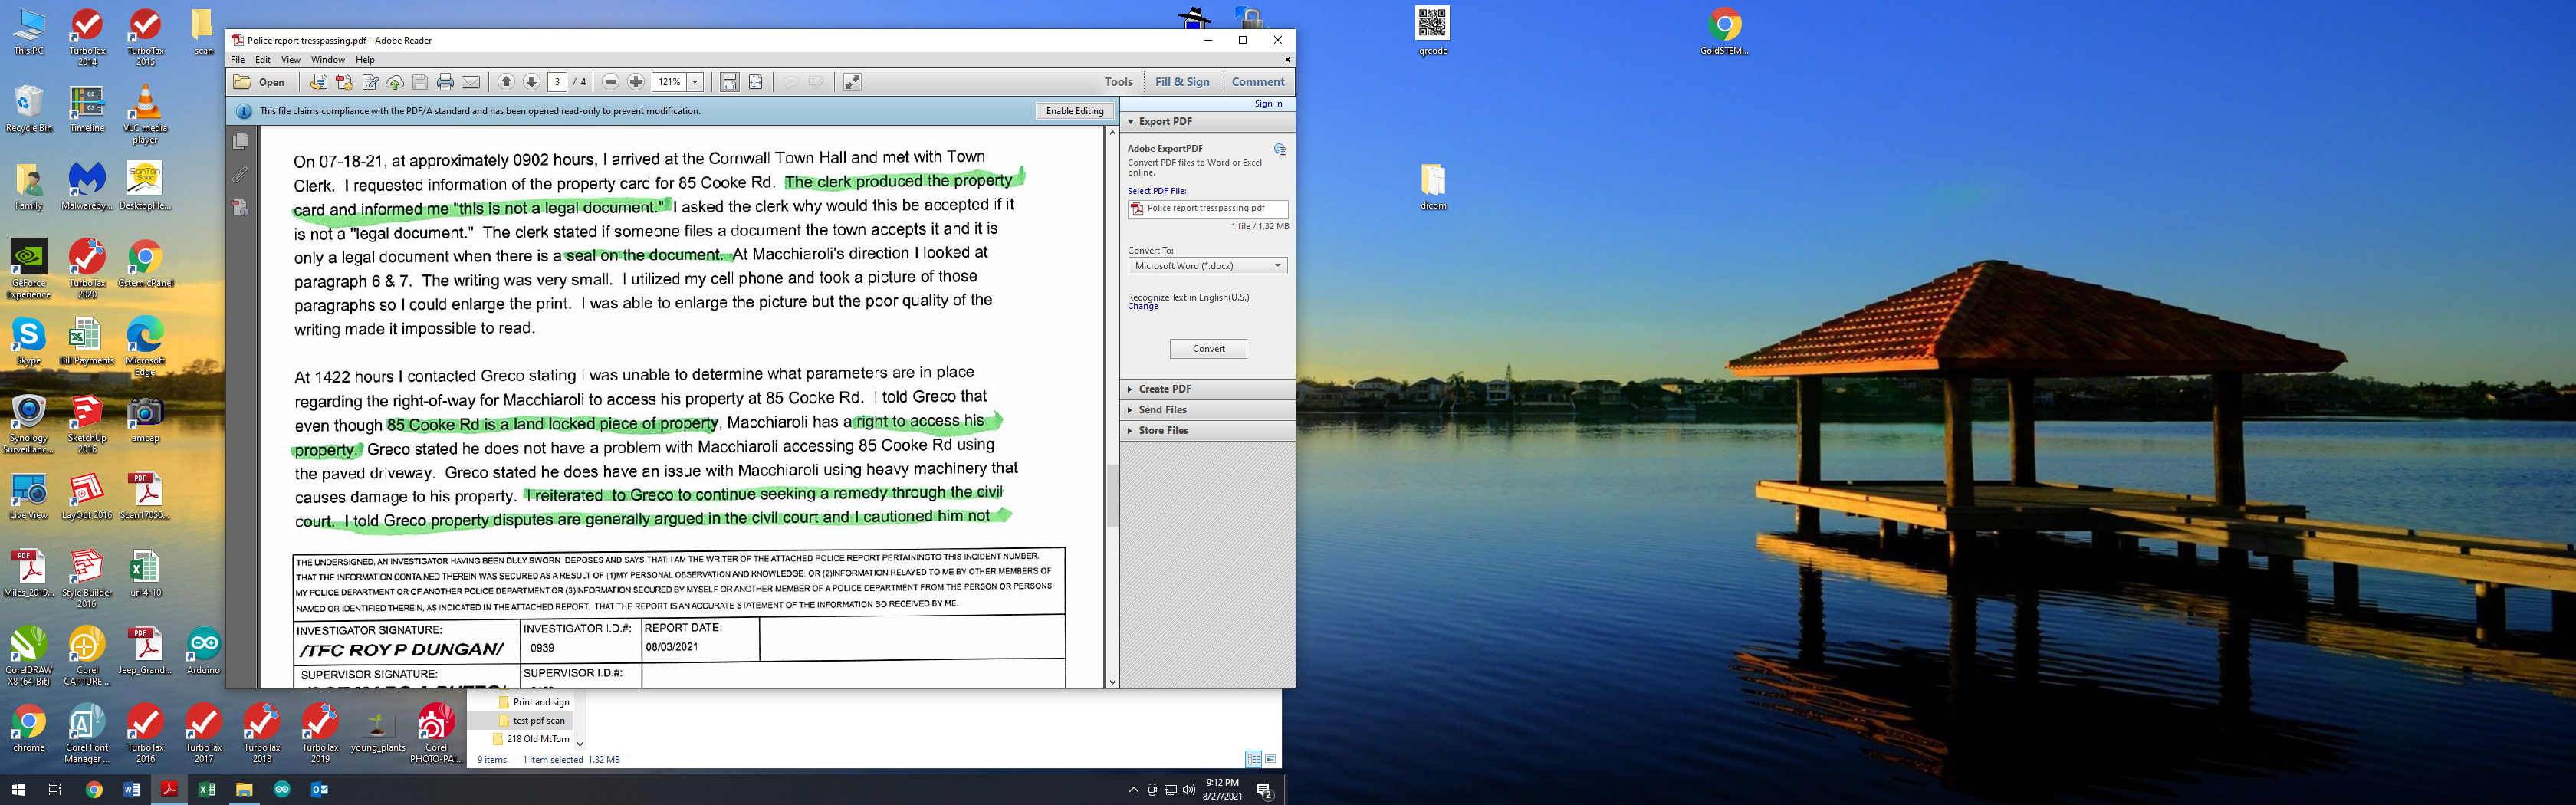 This PC
TurboTax 2014
TurboTax 2015
scan
Recycle Bin
Timeline
VLC media player
Family
Malwareby...
DesktopHe...
GeForce Experience
TurboTax 2020
Gstem cPanel
Skype
Bill Payments
Microsoft Edge
Synology Surveillanc...
SketchUp 2016
amcap
Live View
LayOut 2016
Scan17050...
Miles_2019...
Style Builder 2016
url 4-10
CorelDRAW X8 (64-Bit)
Corel CAPTURE ...
Jeep_Grand...
Arduino
chrome
Corel Font Manager ...
TurboTax 2016
TurboTax 2017
TurboTax 2018
TurboTax 2019
young_plants
Corel PHOTO-PAI...
qrcode
GoldSTEM...
dicom
Police report tresspassing.pdf - Adobe Reader
File Edit View Window Help
Open 3 / 4 121% Tools Fill & Sign Comment
This file claims compliance with the PDF/A standard and has been opened read-only to prevent modification. Enable Editing
On 07-18-21, at approximately 0902 hours, I arrived at the Cornwall Town Hall and met with Town
Clerk. I requested information of the property card for 85 Cooke Rd. The clerk produced the property
card and informed me "this is not a legal document." I asked the clerk why would this be accepted if it
is not a "legal document." The clerk stated if someone files a document the town accepts it and it is
only a legal document when there is a seal on the document. At Macchiaroli's direction I looked at
paragraph 6 & 7. The writing was very small. I utilized my cell phone and took a picture of those
paragraphs so I could enlarge the print. I was able to enlarge the picture but the poor quality of the
writing made it impossible to read.
At 1422 hours I contacted Greco stating I was unable to determine what parameters are in place
regarding the right-of-way for Macchiaroli to access his property at 85 Cooke Rd. I told Greco that
even though 85 Cooke Rd is a land locked piece of property, Macchiaroli has a right to access his
property. Greco stated he does not have a problem with Macchiaroli accessing 85 Cooke Rd using
the paved driveway. Greco stated he does have an issue with Macchiaroli using heavy machinery that
causes damage to his property. I reiterated to Greco to continue seeking a remedy through the civil
court. I told Greco property disputes are generally argued in the civil court and I cautioned him not
THE UNDERSIGNED, AN INVESTIGATOR HAVING BEEN DULY SWORN DEPOSES AND SAYS THAT: I AM THE WRITER OF THE ATTACHED POLICE REPORT PERTAININGTO THIS INCIDENT NUMBER.
THAT THE INFORMATION CONTAINED THEREIN WAS SECURED AS A RESULT OF (1)MY PERSONAL OBSERVATION AND KNOWLEDGE: OR (2)INFORMATION RELAYED TO ME BY OTHER MEMBERS OF
MY POLICE DEPARTMENT OR OF ANOTHER POLICE DEPARTMENT:OR (3)INFORMATION SECURED BY MYSELF OR ANOTHER MEMBER OF A POLICE DEPARTMENT FROM THE PERSON OR PERSONS
NAMED OR IDENTIFIED THEREIN, AS INDICATED IN THE ATTACHED REPORT. THAT THE REPORT IS AN ACCURATE STATEMENT OF THE INFORMATION SO RECEIVED BY ME.
INVESTIGATOR SIGNATURE: INVESTIGATOR I.D.#: REPORT DATE:
/TFC ROY P DUNGAN/ 0939 08/03/2021
SUPERVISOR SIGNATURE: SUPERVISOR I.D.#:
Sign In
Export PDF
Adobe ExportPDF
Convert PDF files to Word or Excel
online.
Select PDF File:
Police report tresspassing.pdf
1 file / 1.32 MB
Convert To:
Microsoft Word (*.docx)
Recognize Text in English(U.S.)
Change
Convert
Create PDF
Send Files
Store Files
Print and sign
test pdf scan
218 Old MtTom
9 items 1 item selected 1.32 MB
9:12 PM
8/27/2021
2